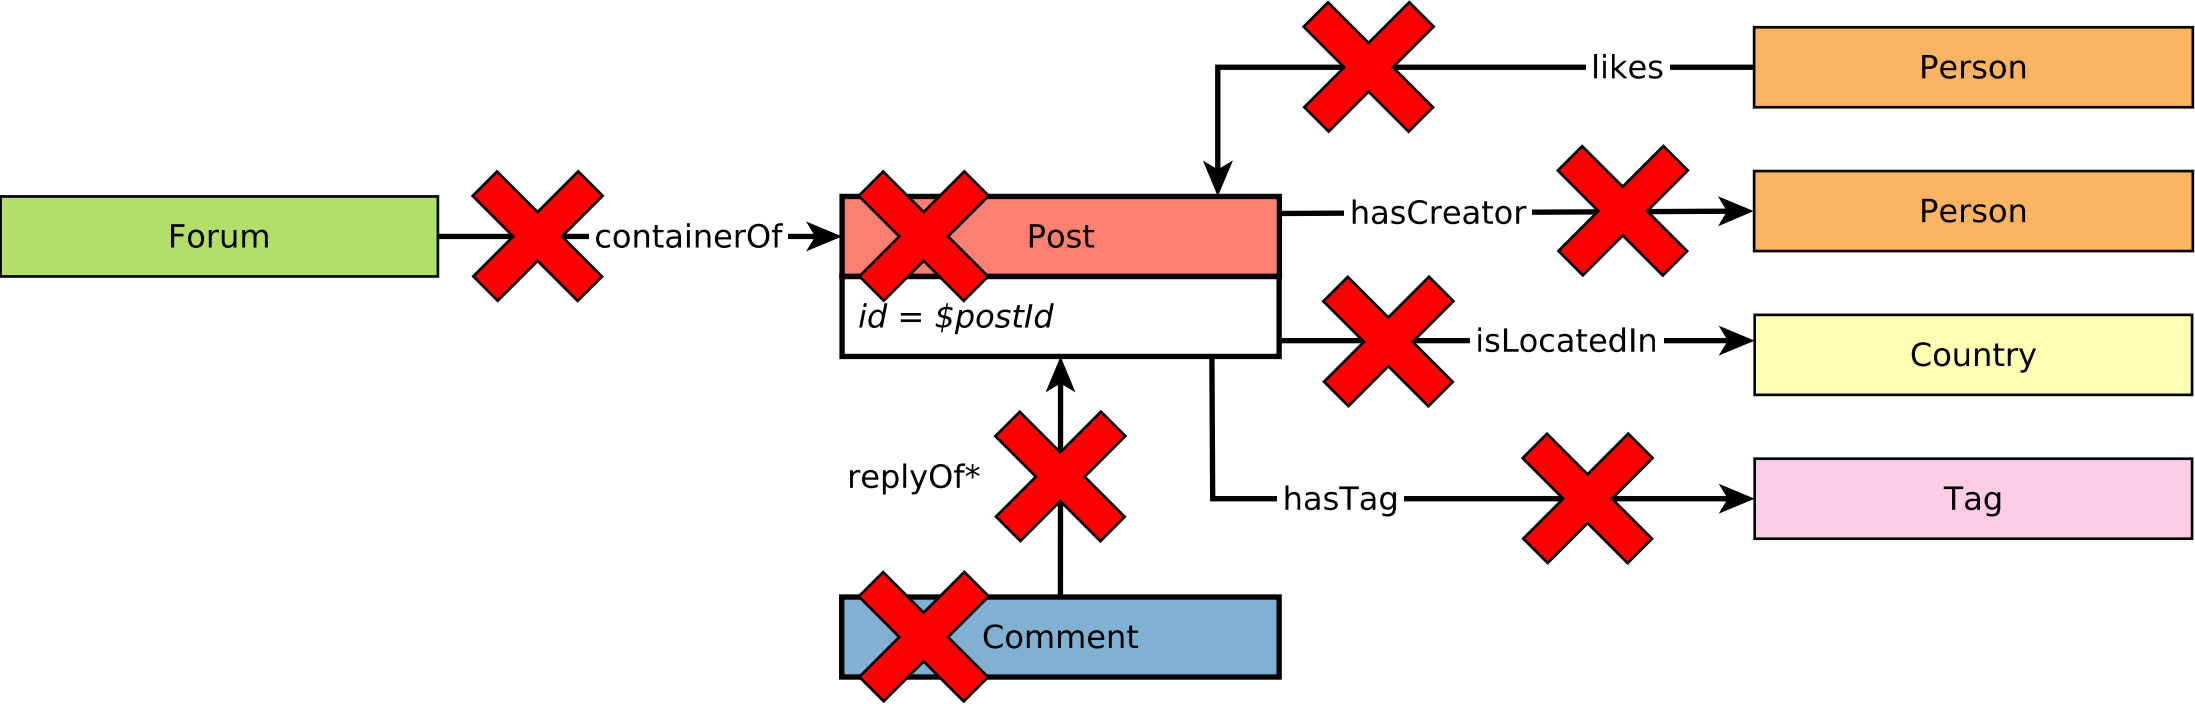 likes
Person
hasCreator
Person
Forum
containerOf
Post
id = $postId
isLocatedIn
Country
replyOf*
hasTag
Tag
Comment